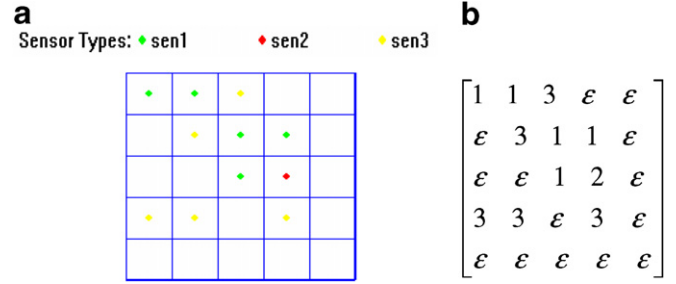 a
b
Sensor Types: sen1 sen2 sen3
1 1 3 ε ε
ε 3 1 1 ε
ε ε 1 2 ε
3 3 ε 3 ε
ε ε ε ε ε